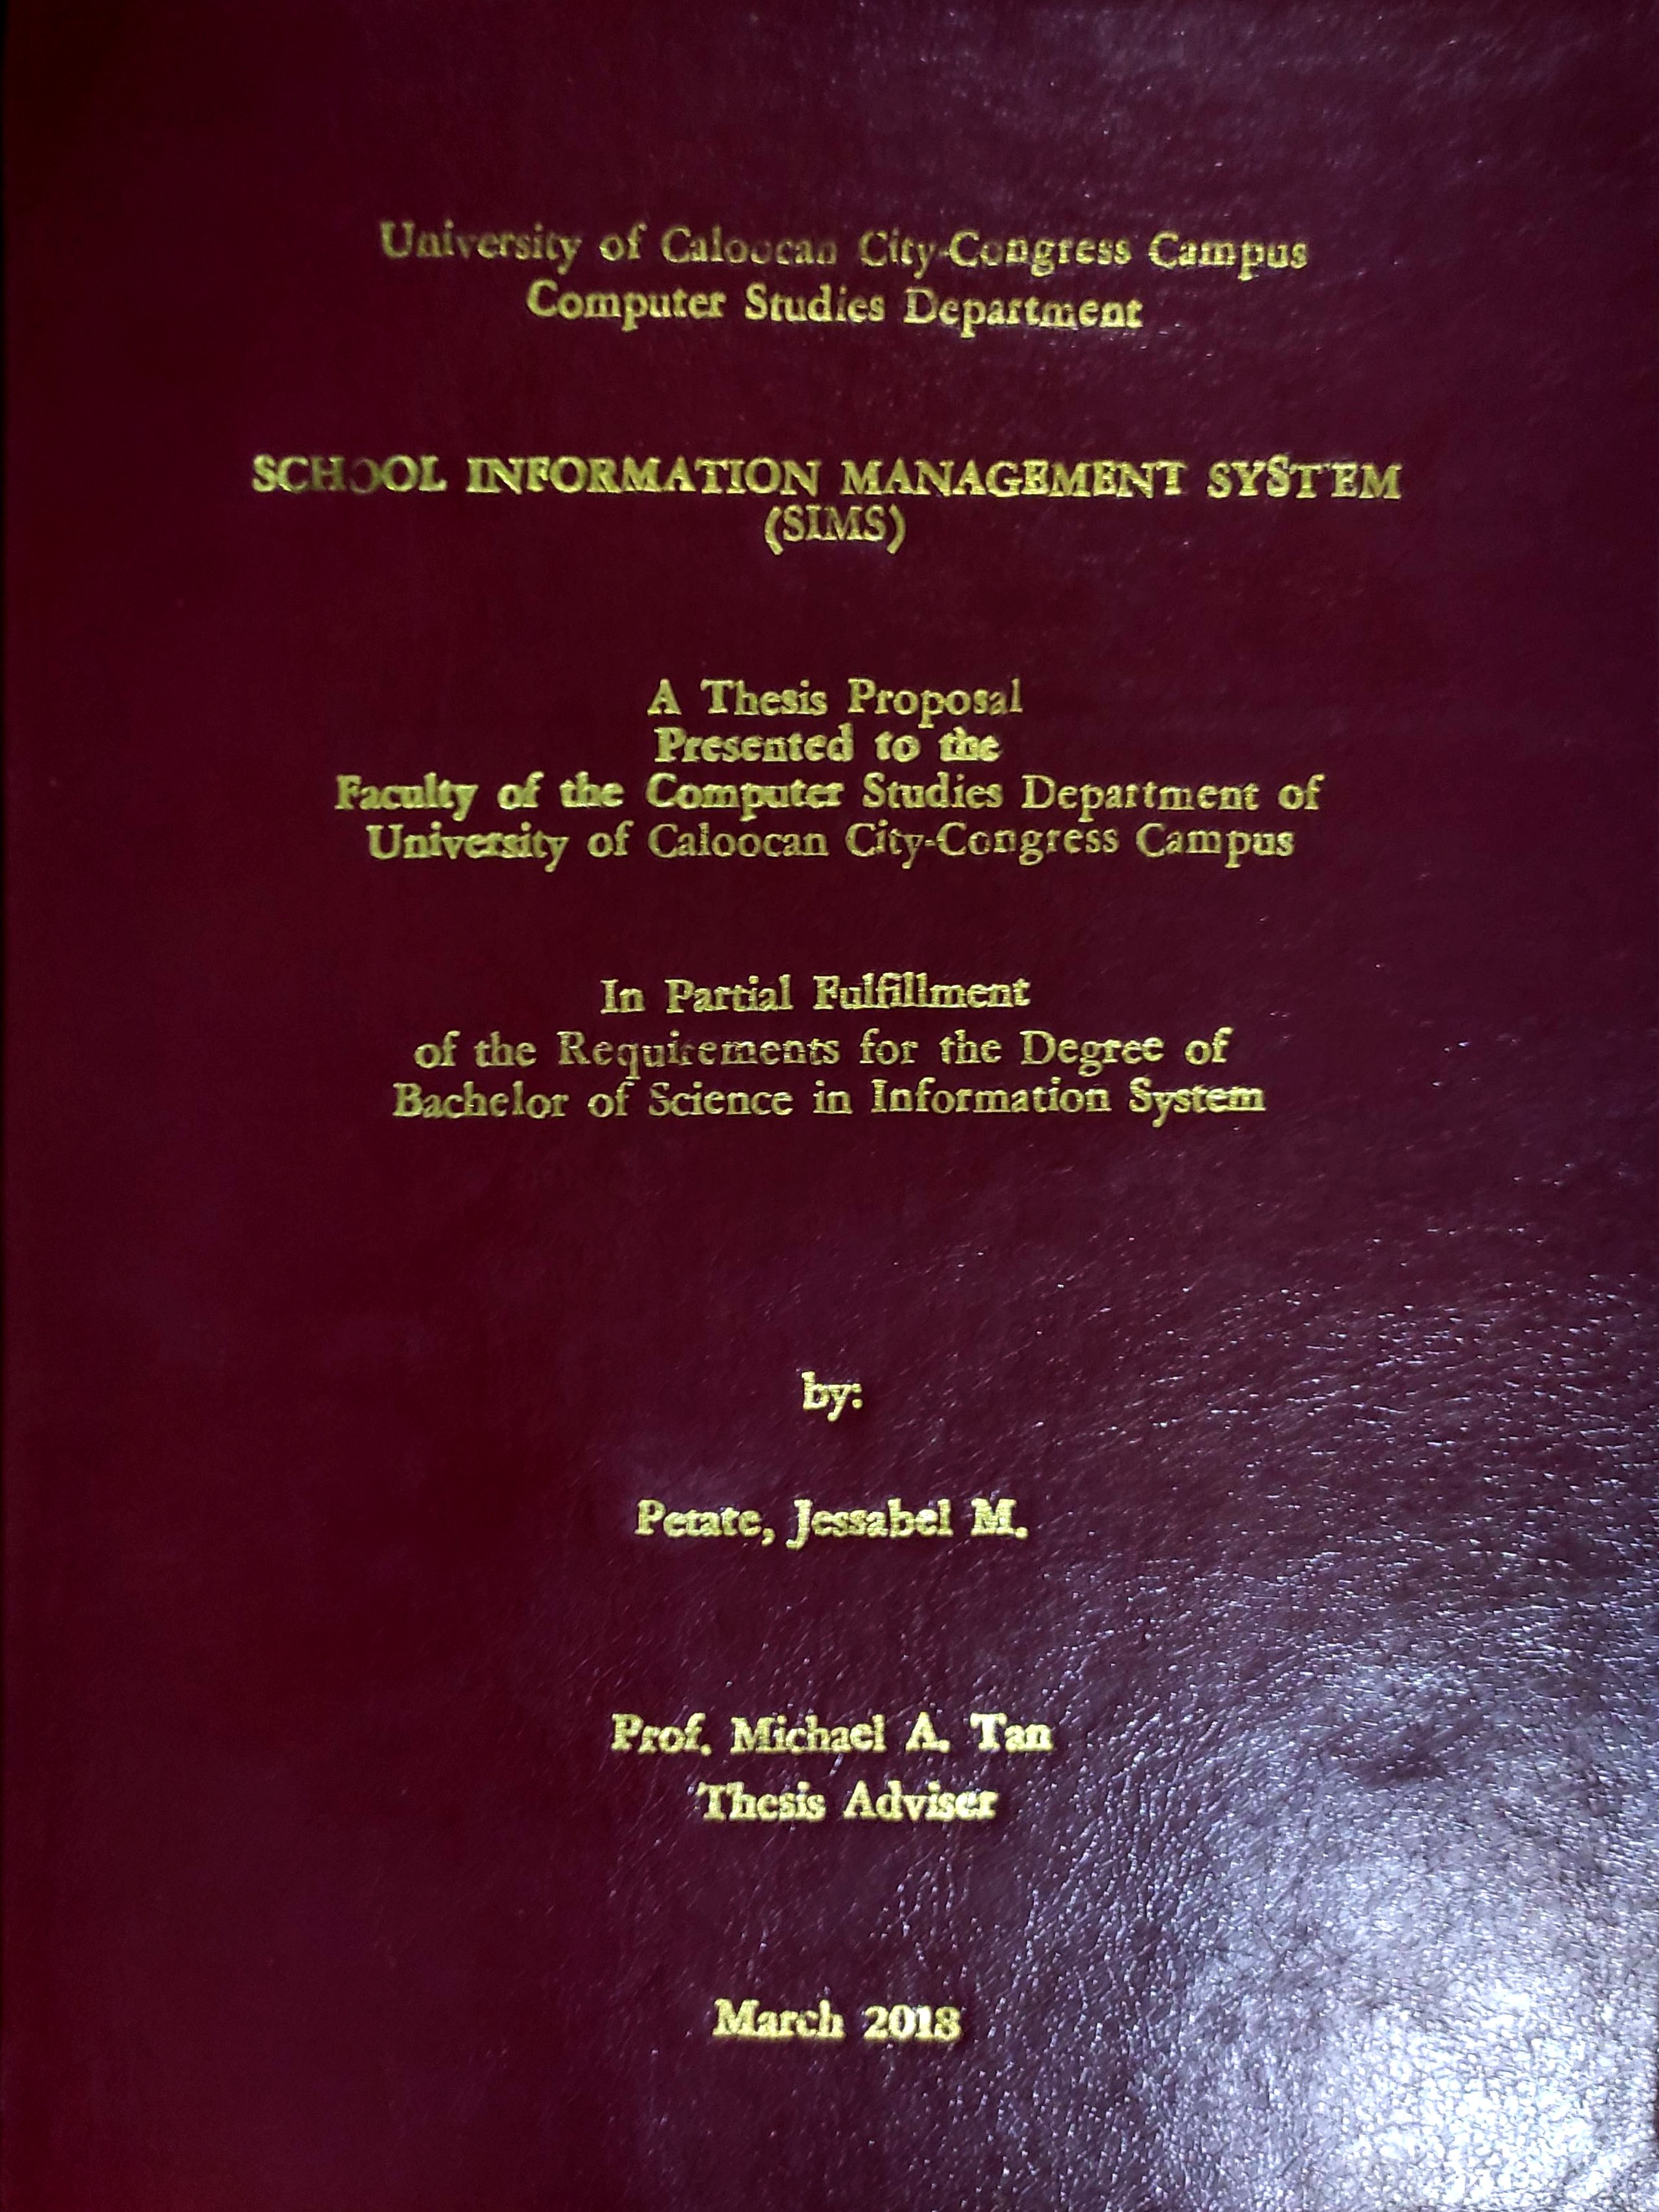 University of Caloocan City-Congress Campus
Computer Studies Department
SCHOOL INFORMATION MANAGEMENT SYSTEM
(SIMS)
A Thesis Proposal
Presented to the
Faculty of the Computer Studies Department of
University of Caloocan City-Congress Campus
In Partial Fulfillment
of the Requirements for the Degree of
Bachelor of Science in Information System
by:
Petate, Jessabel M.
Prof. Michael A. Tan
Thesis Adviser
March 2018